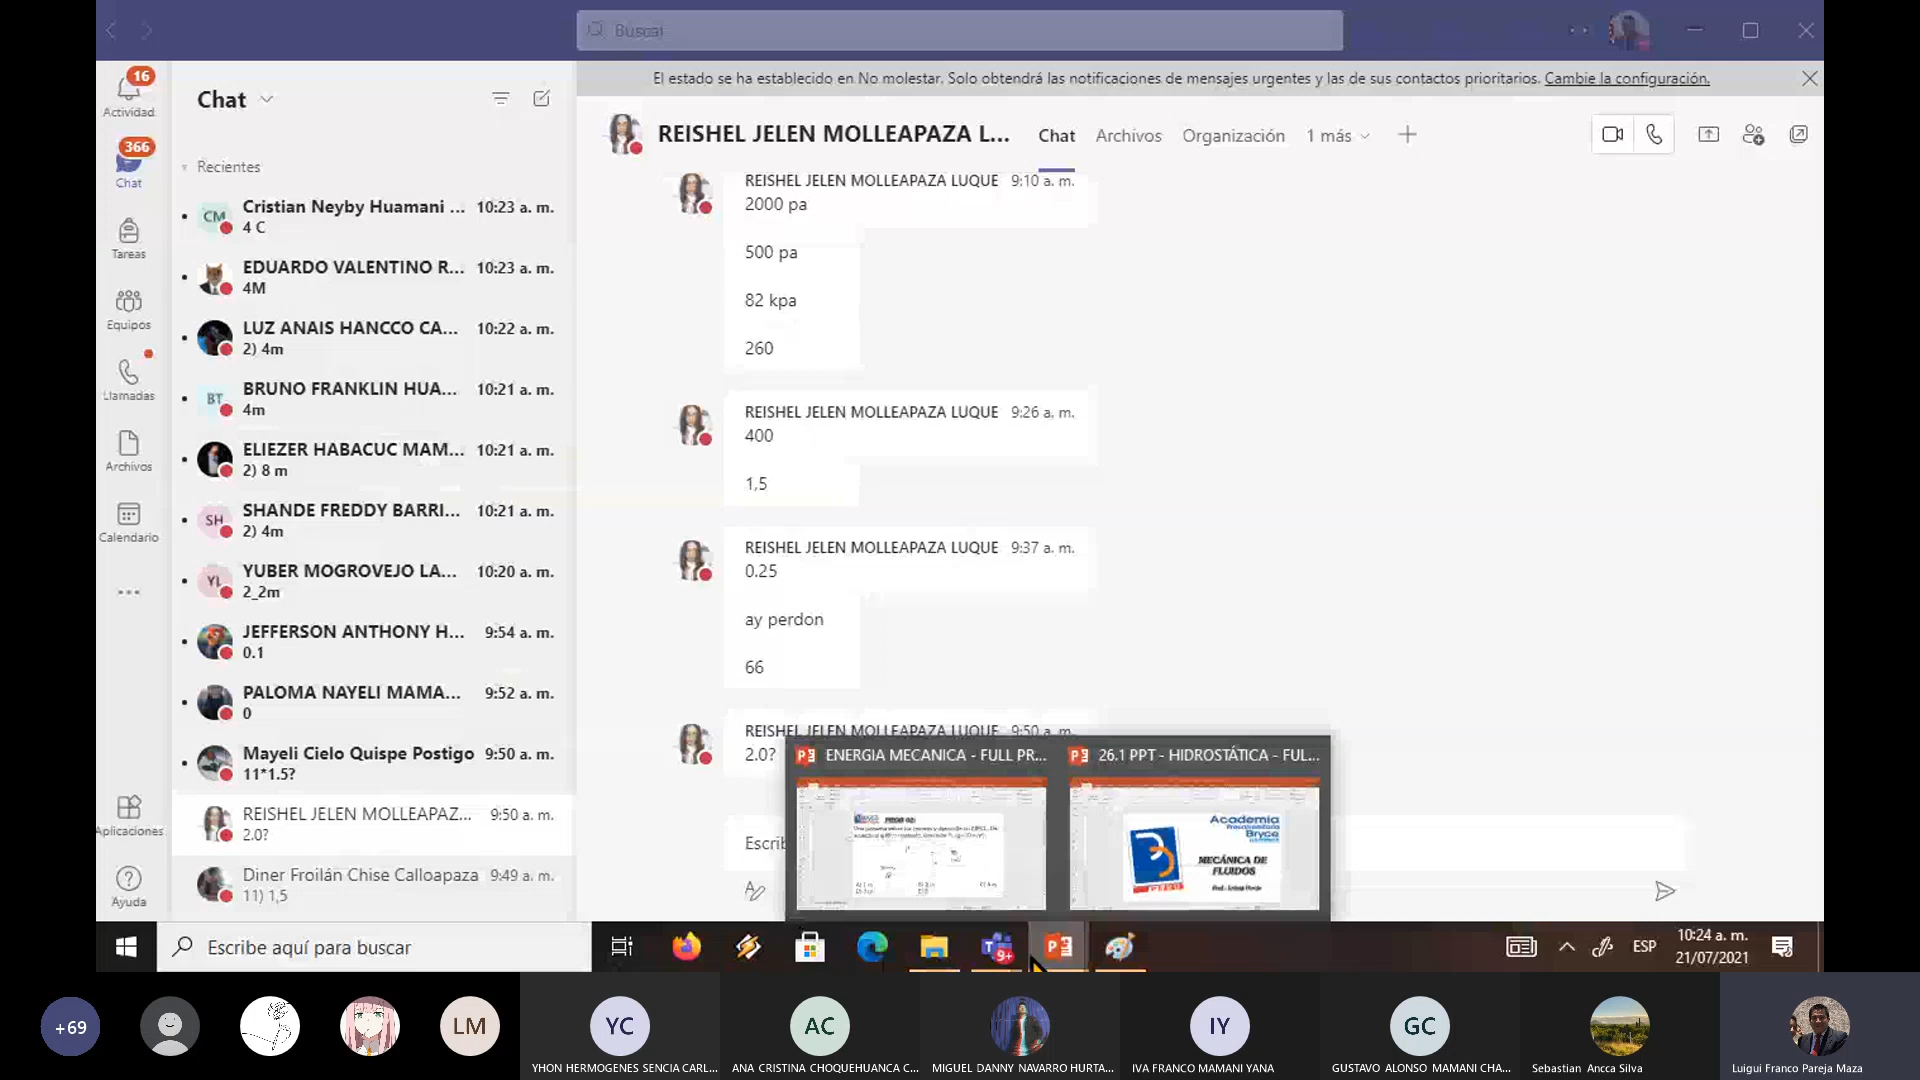 Buscar
El estado se ha establecido en No molestar. Solo obtendrá las notificaciones de mensajes urgentes y las de sus contactos prioritarios. Cambie la configuración.
16
Actividad
366
Chat
Tareas
Equipos
Llamadas
Archivos
Calendario
Aplicaciones
Ayuda
Chat
Recientes
CM
Cristian Neyby Huamani ... 10:23 a. m.
4 C
EDUARDO VALENTINO R... 10:23 a. m.
4M
LUZ ANAIS HANCCO CA... 10:22 a. m.
2) 4m
BT
BRUNO FRANKLIN HUA... 10:21 a. m.
4m
ELIEZER HABACUC MAM... 10:21 a. m.
2) 8 m
SH
SHANDE FREDDY BARRI... 10:21 a. m.
2) 4m
YL
YUBER MOGROVEJO LA... 10:20 a. m.
2_2m
JEFFERSON ANTHONY H... 9:54 a. m.
0.1
PALOMA NAYELI MAMA... 9:52 a. m.
0
Mayeli Cielo Quispe Postigo 9:50 a. m.
11*1.5?
REISHEL JELEN MOLLEAPAZ... 9:50 a. m.
2.0?
Diner Froilán Chise Calloapaza 9:49 a. m.
11) 1,5
REISHEL JELEN MOLLEAPAZA L... Chat Archivos Organización 1 más
REISHEL JELEN MOLLEAPAZA LUQUE 9:10 a. m.
2000 pa
500 pa
82 kpa
260
REISHEL JELEN MOLLEAPAZA LUQUE 9:26 a. m.
400
1,5
REISHEL JELEN MOLLEAPAZA LUQUE 9:37 a. m.
0.25
ay perdon
66
REISHEL JELEN MOLLEAPAZA LUQUE 9:50 a. m.
2.0?
Escrib
ENERGIA MECANICA - FULL PR...
PROB 02:
26.1 PPT - HIDROSTÁTICA - FUL...
Academia
Preuniversitaria
Bryce
MECÁNICA DE
FLUIDOS
Escribe aquí para buscar
9+
ESP
10:24 a. m.
21/07/2021
+69
LM
YC
YHON HERMOGENES SENCIA CARL...
AC
ANA CRISTINA CHOQUEHUANCA C...
MIGUEL DANNY NAVARRO HURTA...
IY
IVA FRANCO MAMANI YANA
GC
GUSTAVO ALONSO MAMANI CHA...
Sebastian Ancca Silva
Luigui Franco Pareja Maza